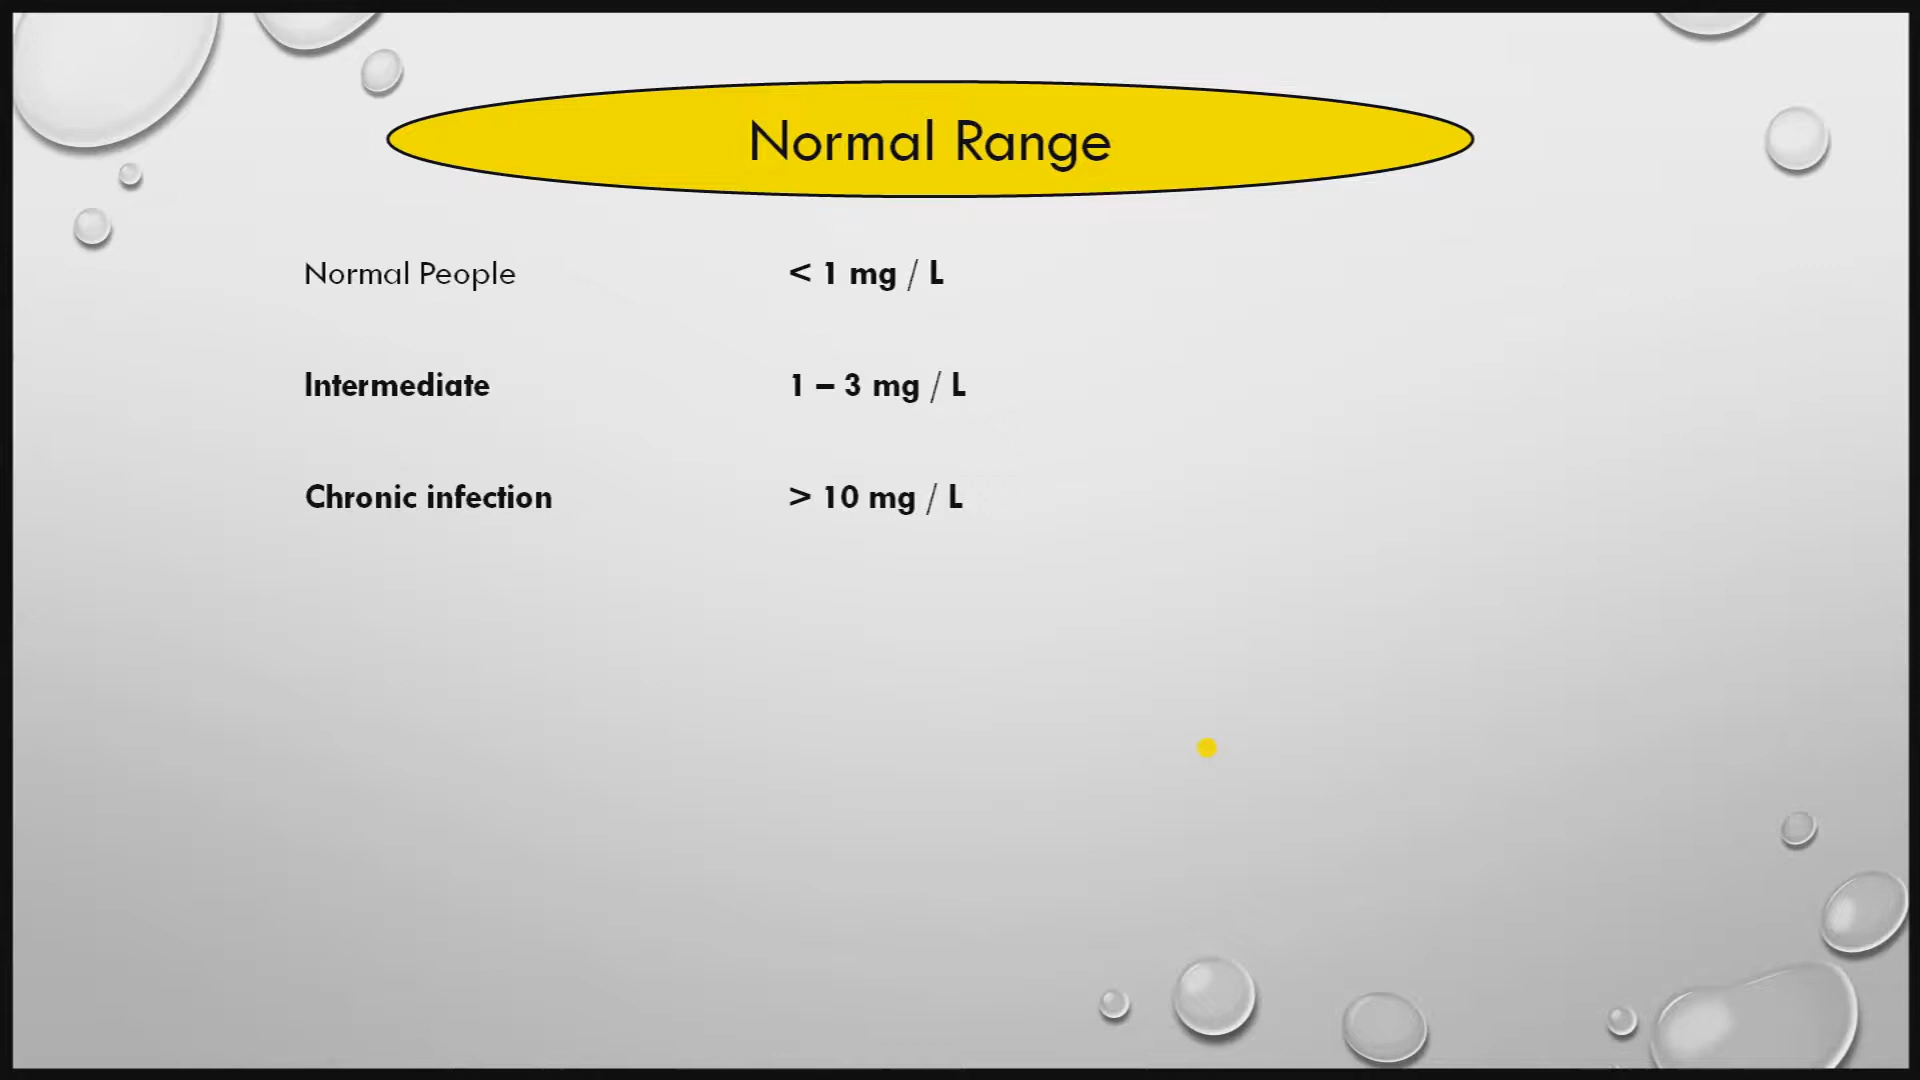 Normal Range
Normal People < 1 mg / L
Intermediate 1 – 3 mg / L
Chronic infection > 10 mg / L